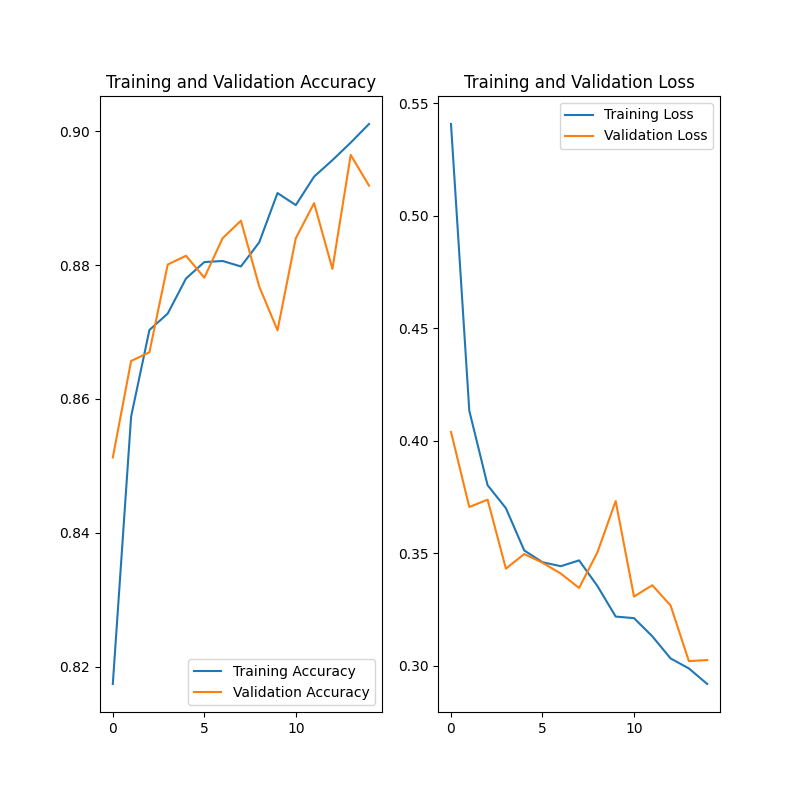 Training and Validation Accuracy
0.90
0.88
0.86
0.84
0.82
0
5
10
Training Accuracy
Validation Accuracy
Training and Validation Loss
0.55
0.50
0.45
0.40
0.35
0.30
0
5
10
Training Loss
Validation Loss